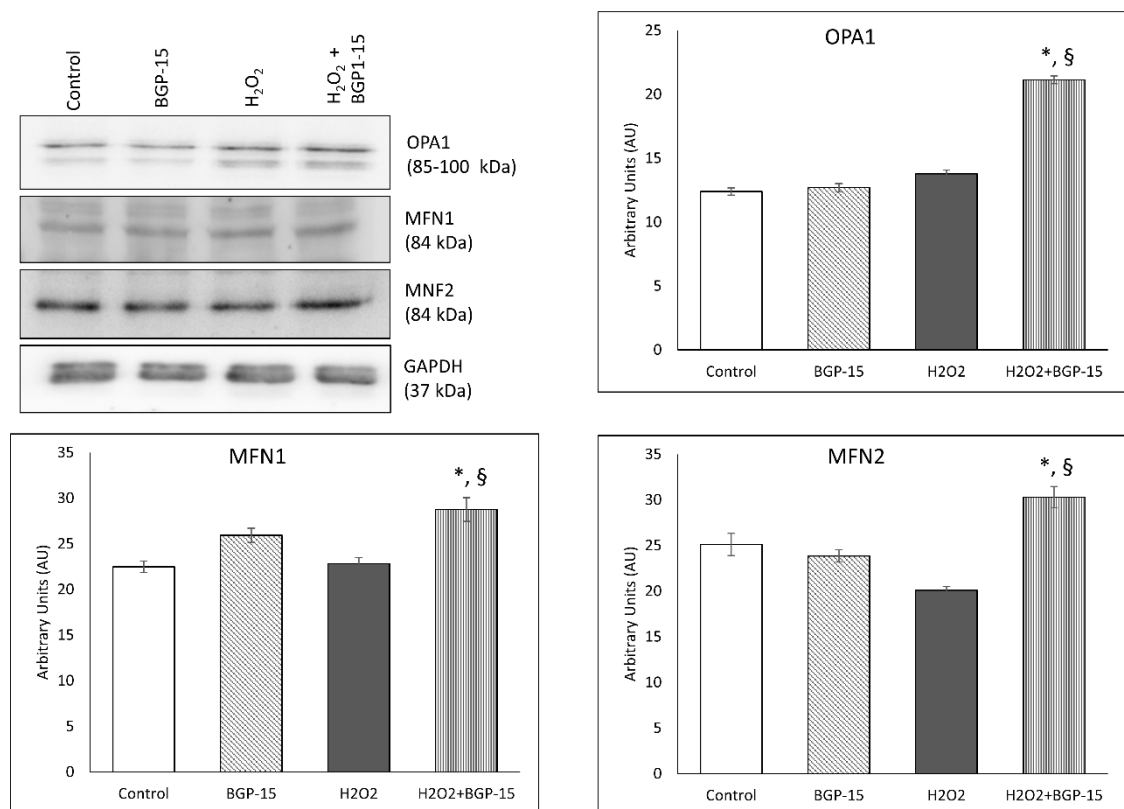 Control
BGP-15
H₂O₂
H₂O₂ +
BGP1-15
OPA1
(85-100 kDa)
MFN1
(84 kDa)
MNF2
(84 kDa)
GAPDH
(37 kDa)
OPA1
Arbitrary Units (AU)
25
20
15
10
5
0
*, §
Control BGP-15 H2O2 H2O2+BGP-15
MFN1
Arbitrary Units (AU)
35
30
25
20
15
10
5
0
*, §
Control BGP-15 H2O2 H2O2+BGP-15
MFN2
Arbitrary Units (AU)
35
30
25
20
15
10
5
0
*, §
Control BGP-15 H2O2 H2O2+BGP-15